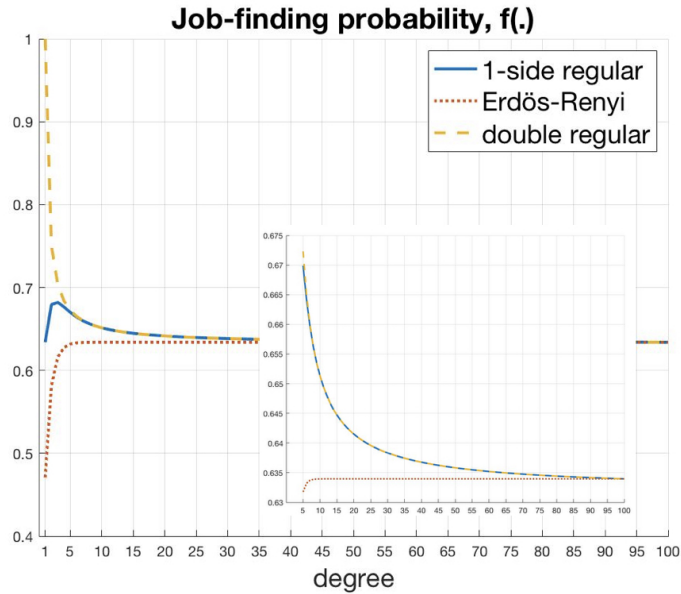 Job-finding probability, f(.)
1
0.9
0.8
0.7
0.6
0.5
0.4
1-side regular
Erdös-Renyi
double regular
0.675
0.67
0.665
0.66
0.655
0.65
0.645
0.64
0.635
0.63
5 10 15 20 25 30 35 40 45 50 55 60 65 70 75 80 85 90 95 100
1 5 10 15 20 25 30 35 40 45 50 55 60 65 70 75 80 85 90 95 100
degree